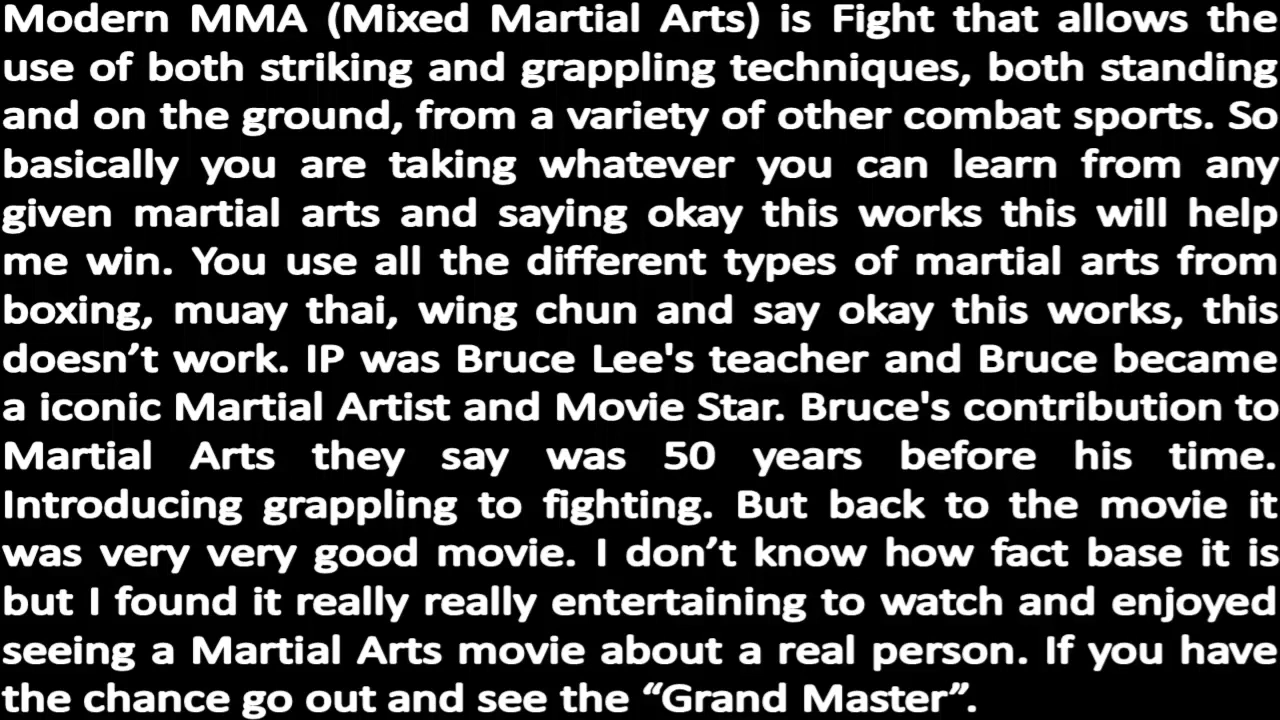 Modern MMA (Mixed Martial Arts) is Fight that allows the
use of both striking and grappling techniques, both standing
and on the ground, from a variety of other combat sports. So
basically you are taking whatever you can learn from any
given martial arts and saying okay this works this will help
me win. You use all the different types of martial arts from
boxing, muay thai, wing chun and say okay this works, this
doesn’t work. IP was Bruce Lee's teacher and Bruce became
a iconic Martial Artist and Movie Star. Bruce's contribution to
Martial Arts they say was 50 years before his time.
Introducing grappling to fighting. But back to the movie it
was very very good movie. I don’t know how fact base it is
but I found it really really entertaining to watch and enjoyed
seeing a Martial Arts movie about a real person. If you have
the chance go out and see the “Grand Master”.